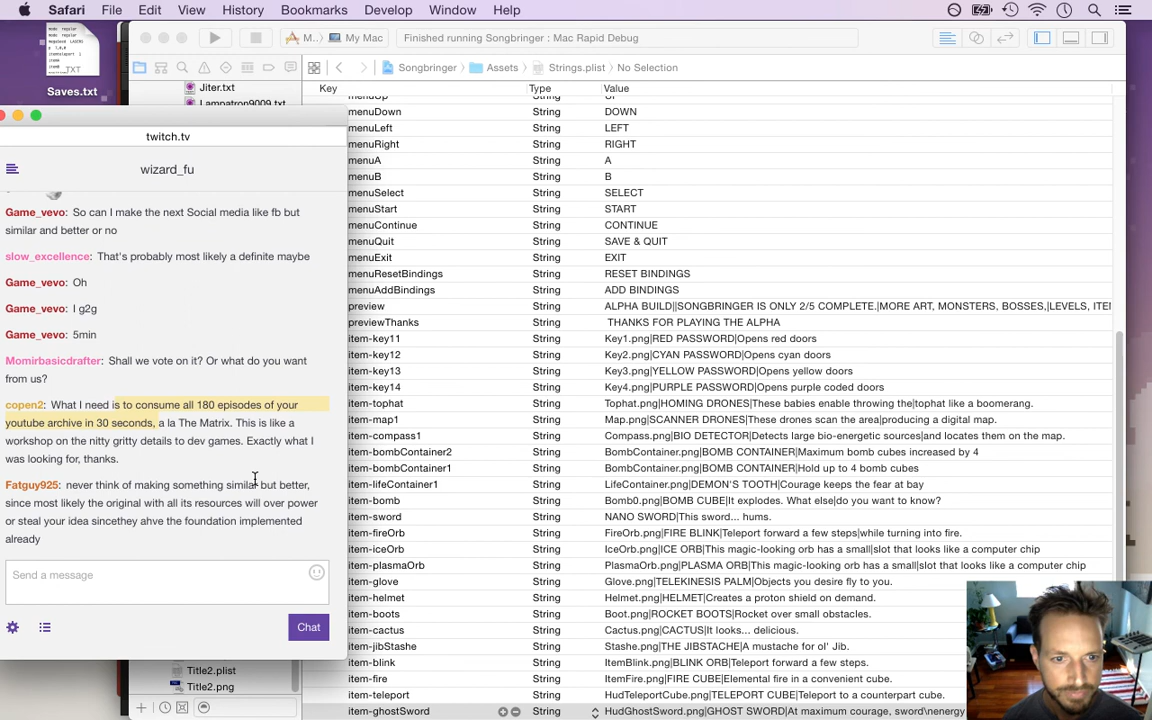 Safari File Edit View History Bookmarks Develop Window Help
TXT
Saves.txt
M... My Mac
Finished running Songbringer : Mac Rapid Debug
Songbringer Assets Strings.plist No Selection
Jiter.txt
Lampatron9009.txt
Key Type Value
menuUp String UP
menuDown String DOWN
menuLeft String LEFT
menuRight String RIGHT
menuA String A
menuB String B
menuSelect String SELECT
menuStart String START
menuContinue String CONTINUE
menuQuit String SAVE & QUIT
menuExit String EXIT
menuResetBindings String RESET BINDINGS
menuAddBindings String ADD BINDINGS
preview String ALPHA BUILD||SONGBRINGER IS ONLY 2/5 COMPLETE.|MORE ART, MONSTERS, BOSSES,|LEVELS, ITEI
previewThanks String THANKS FOR PLAYING THE ALPHA
item-key11 String Key1.png|RED PASSWORD|Opens red doors
item-key12 String Key2.png|CYAN PASSWORD|Opens cyan doors
item-key13 String Key3.png|YELLOW PASSWORD|Opens yellow doors
item-key14 String Key4.png|PURPLE PASSWORD|Opens purple coded doors
item-tophat String Tophat.png|HOMING DRONES|These babies enable throwing the|tophat like a boomerang.
item-map1 String Map.png|SCANNER DRONES|These drones scan the area|producing a digital map.
item-compass1 String Compass.png|BIO DETECTOR|Detects large bio-energetic sources|and locates them on the map.
item-bombContainer2 String BombContainer.png|BOMB CONTAINER|Maximum bomb cubes increased by 4
item-bombContainer1 String BombContainer.png|BOMB CONTAINER|Hold up to 4 bomb cubes
item-lifeContainer1 String LifeContainer.png|DEMON'S TOOTH|Courage keeps the fear at bay
item-bomb String Bomb0.png|BOMB CUBE|It explodes. What else|do you want to know?
item-sword String NANO SWORD|This sword... hums.
item-fireOrb String FireOrb.png|FIRE BLINK|Teleport forward a few steps|while turning into fire.
item-iceOrb String IceOrb.png|ICE ORB|This magic-looking orb has a small|slot that looks like a computer chip
item-plasmaOrb String PlasmaOrb.png|PLASMA ORB|This magic-looking orb has a small|slot that looks like a computer chip
item-glove String Glove.png|TELEKINESIS PALM|Objects you desire fly to you.
item-helmet String Helmet.png|HELMET|Creates a proton shield on demand.
item-boots String Boot.png|ROCKET BOOTS|Rocket over small obstacles.
item-cactus String Cactus.png|CACTUS|It looks... delicious.
item-jibStashe String Stashe.png|THE JIBSTACHE|A mustache for ol' Jib.
item-blink String ItemBlink.png|BLINK ORB|Teleport forward a few steps.
item-fire String ItemFire.png|FIRE CUBE|Elemental fire in a convenient cube.
item-teleport String HudTeleportCube.png|TELEPORT CUBE|Teleport to a counterpart cube.
item-ghostSword String HudGhostSword.png|GHOST SWORD|At maximum courage, sword\nenergy
twitch.tv
wizard_fu
Game_vevo: So can I make the next Social media like fb but
similar and better or no
slow_excellence: That's probably most likely a definite maybe
Game_vevo: Oh
Game_vevo: I g2g
Game_vevo: 5min
Momirbasicdrafter: Shall we vote on it? Or what do you want
from us?
copen2: What I need is to consume all 180 episodes of your
youtube archive in 30 seconds, a la The Matrix. This is like a
workshop on the nitty gritty details to dev games. Exactly what I
was looking for, thanks.
Fatguy925: never think of making something similar but better,
since most likely the original with all its resources will over power
or steal your idea sincethey ahve the foundation implemented
already
Send a message
Chat
Title2.plist
Title2.png